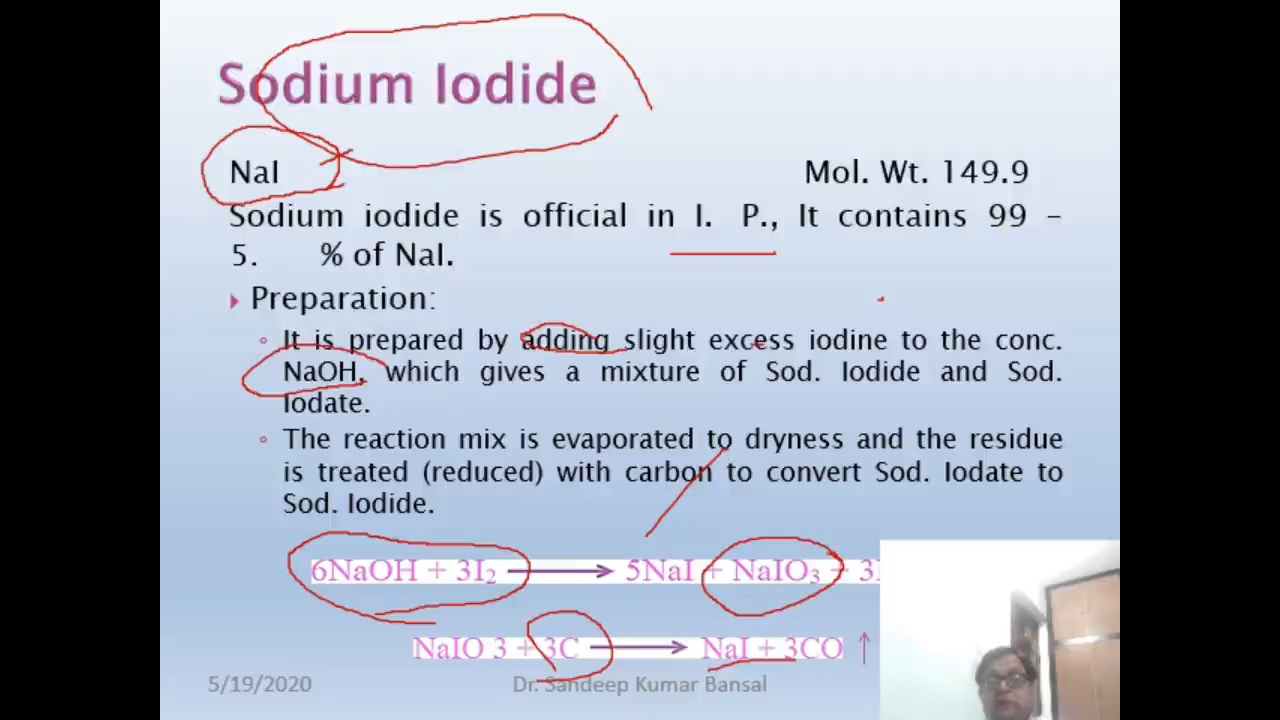 Sodium Iodide
NaI Mol. Wt. 149.9
Sodium iodide is official in I. P., It contains 99 –
5. % of NaI.
Preparation:
It is prepared by adding slight excess iodine to the conc.
NaOH, which gives a mixture of Sod. Iodide and Sod.
Iodate.
The reaction mix is evaporated to dryness and the residue
is treated (reduced) with carbon to convert Sod. Iodate to
Sod. Iodide.
6NaOH + 3I₂ ⟶ 5NaI + NaIO₃ + 3
NaIO 3 + 3C ⟶ NaI + 3CO ↑
5/19/2020 Dr. Sandeep Kumar Bansal